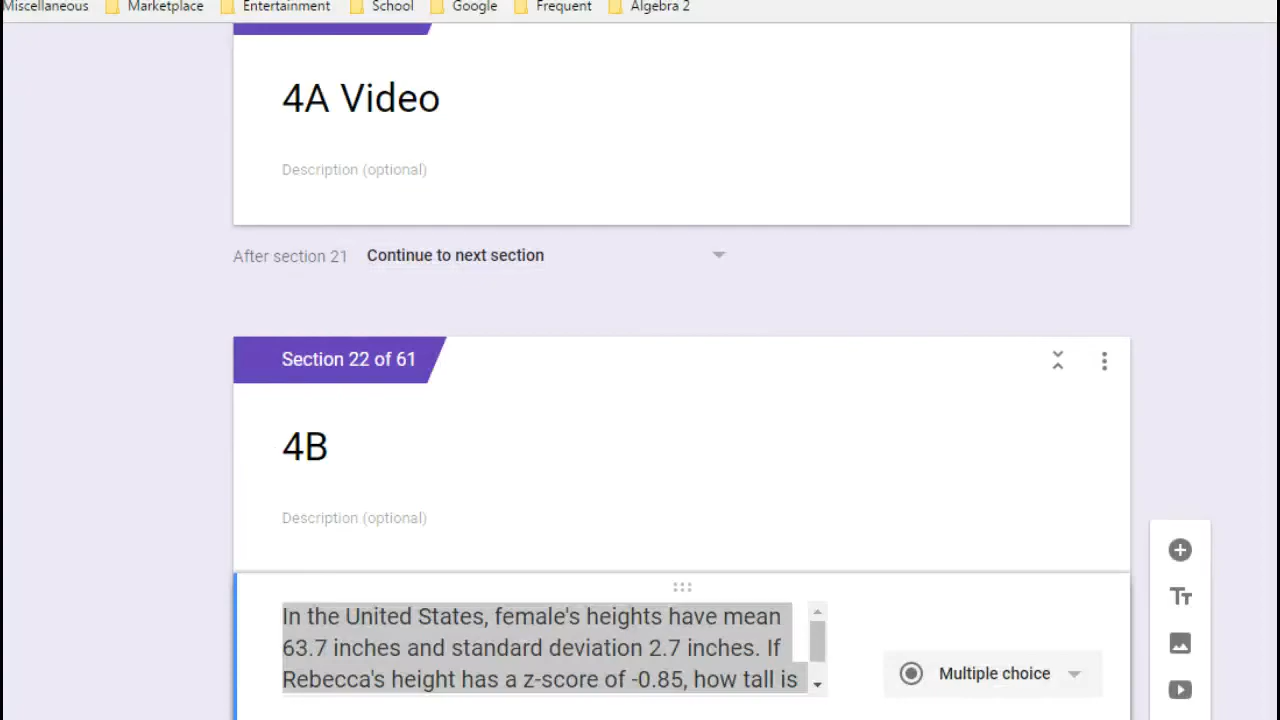 Miscellaneous Marketplace Entertainment School Google Frequent Algebra 2
4A Video
Description (optional)
After section 21 Continue to next section
Section 22 of 61
4B
Description (optional)
In the United States, female's heights have mean
63.7 inches and standard deviation 2.7 inches. If
Rebecca's height has a z-score of -0.85, how tall is
Multiple choice
Tт